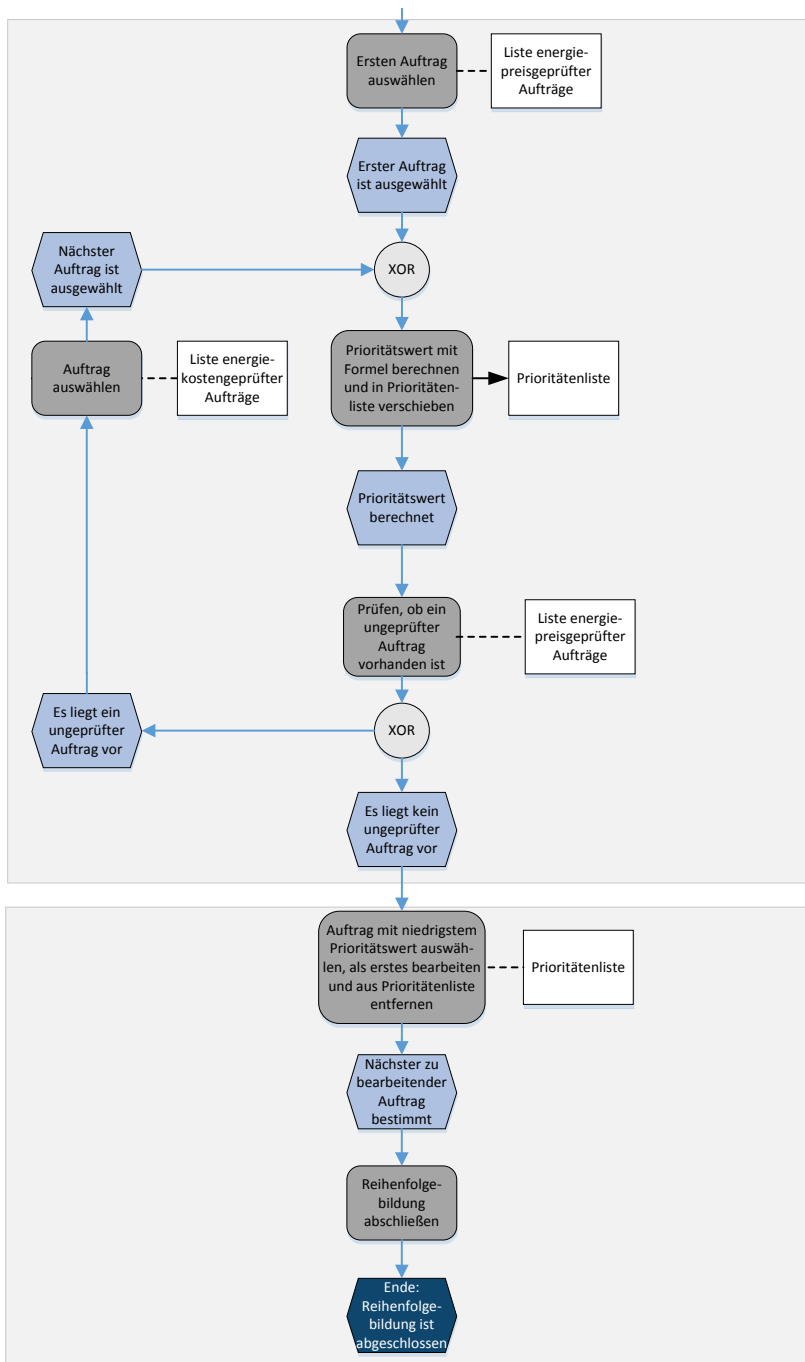 Ersten Auftrag
auswählen
Liste energie-
preisgeprüfter
Aufträge
Erster Auftrag
ist ausgewählt
Nächster
Auftrag ist
ausgewählt
XOR
Auftrag
auswählen
Liste energie-
kostengeprüfter
Aufträge
Prioritätswert mit
Formel berechnen
und in Prioritäten-
liste verschieben
Prioritätenliste
Prioritätswert
berechnet
Prüfen, ob ein
ungeprüfter
Auftrag
vorhanden ist
Liste energie-
preisgeprüfter
Aufträge
Es liegt ein
ungeprüfter
Auftrag vor
XOR
Es liegt kein
ungeprüfter
Auftrag vor
Auftrag mit niedrigstem
Prioritätswert auswäh-
len, als erstes bearbeiten
und aus Prioritätenliste
entfernen
Prioritätenliste
Nächster zu
bearbeitender
Auftrag
bestimmt
Reihenfolge-
bildung
abschließen
Ende:
Reihenfolge-
bildung ist
abgeschlossen